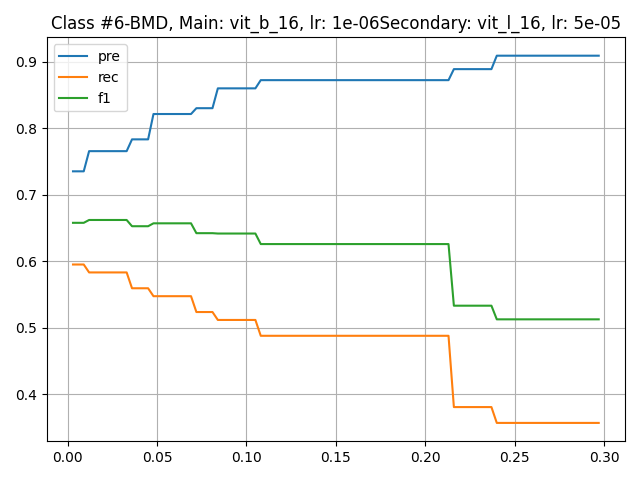 Class #6-BMD, Main: vit_b_16, lr: 1e-06Secondary: vit_l_16, lr: 5e-05
pre
rec
f1
0.9
0.8
0.7
0.6
0.5
0.4
0.00 0.05 0.10 0.15 0.20 0.25 0.30